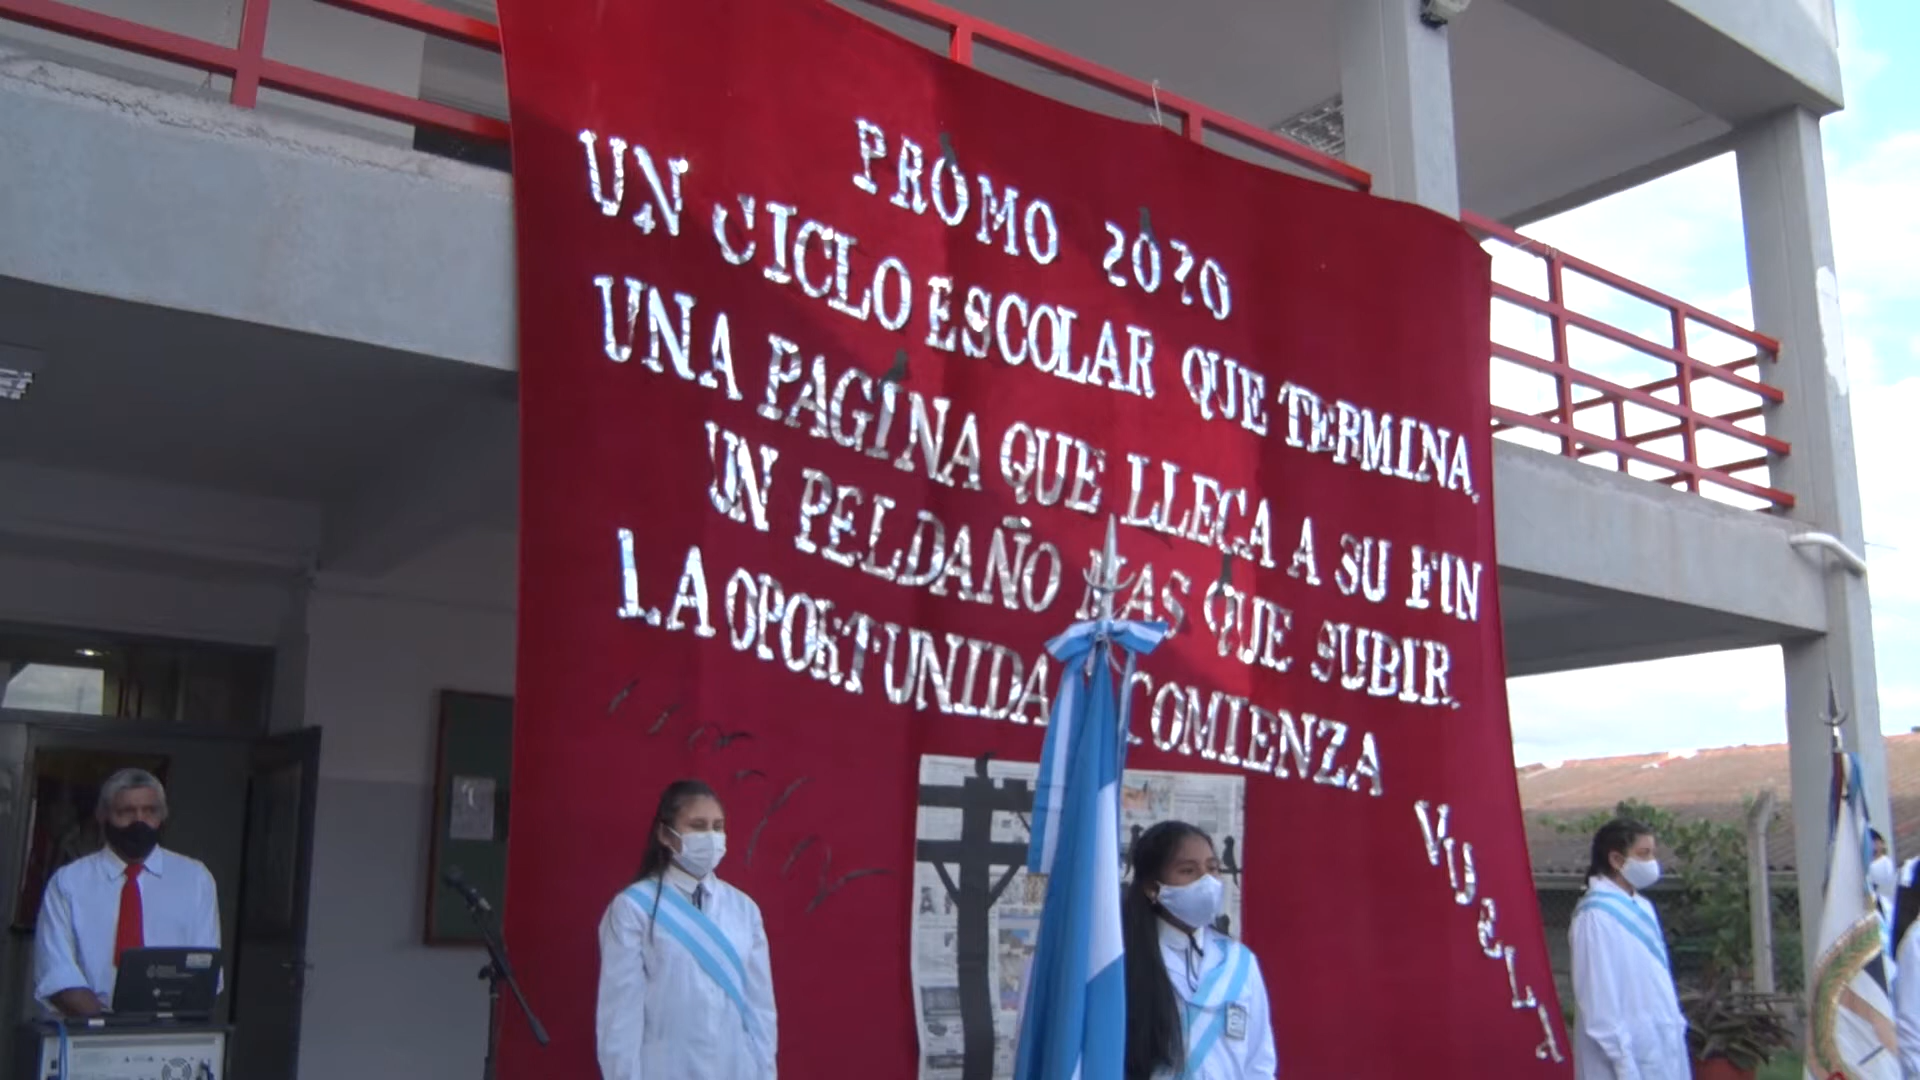 PROMO 2020
UN CICLO ESCOLAR QUE TERMINA,
UNA PAGINA QUE LLEGA A SU FIN
UN PELDAÑO MAS QUE SUBIR.
LA OPORTUNIDA COMIENZA
VUeLA